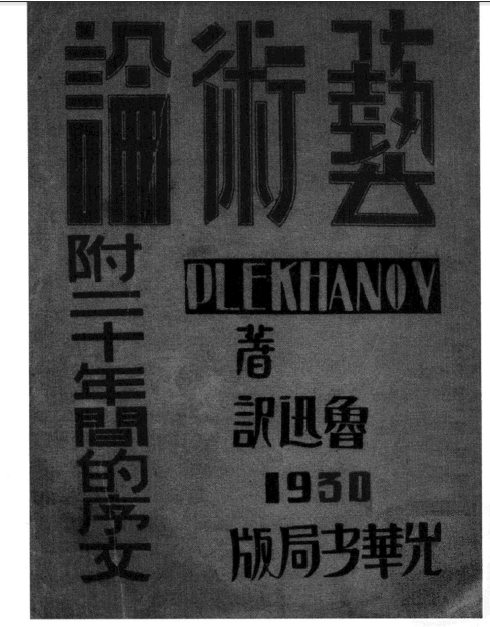 藝術論
附二十年間的序文
PLEKHANOV
著
魯迅訳
1930
光華书局版